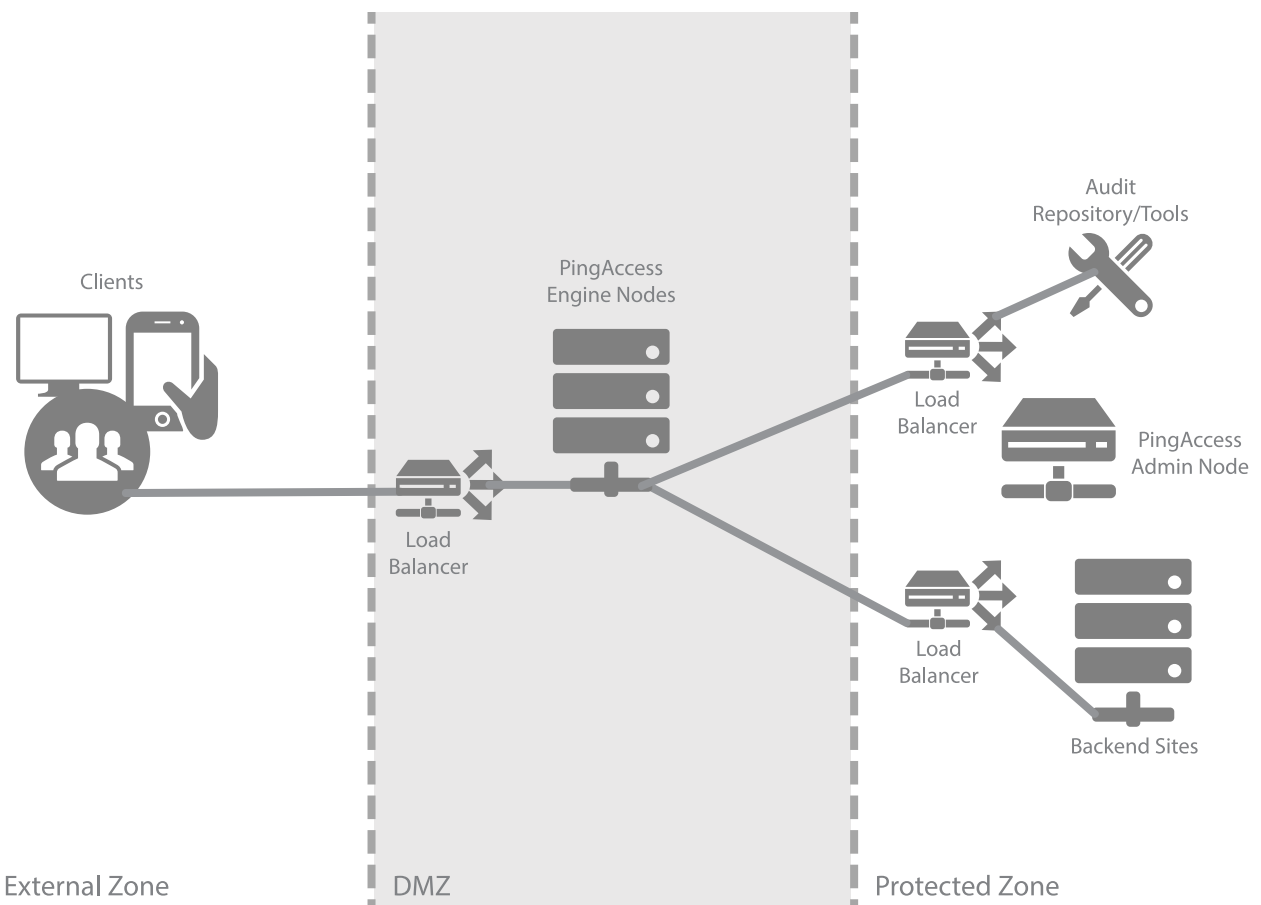 Clients
PingAccess
Engine Nodes
Load
Balancer
Audit
Repository/Tools
Load
Balancer
PingAccess
Admin Node
Load
Balancer
Backend Sites
External Zone
DMZ
Protected Zone